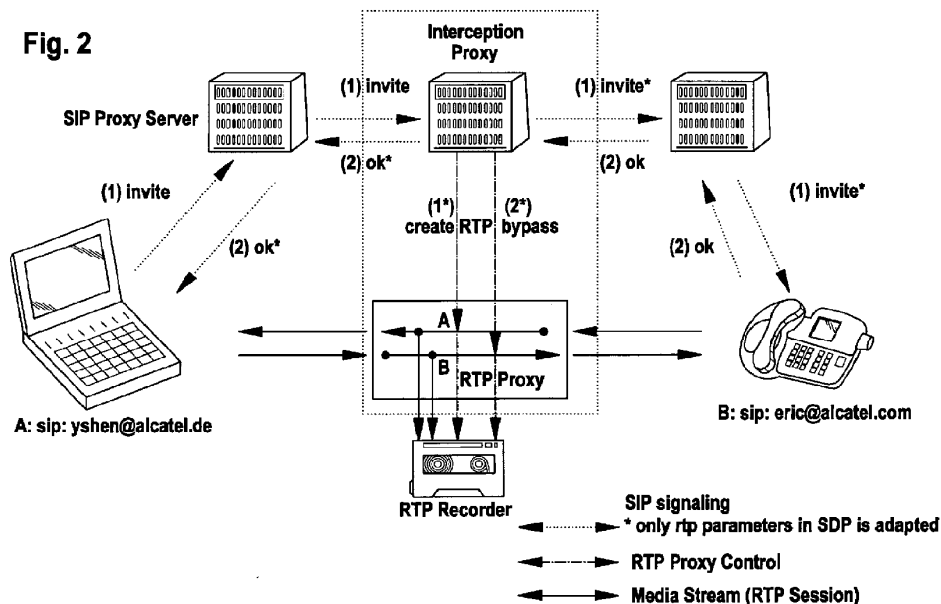 Fig. 2
Interception
Proxy
SIP Proxy Server
(1) invite
(1) invite*
(2) ok*
(2) ok
(1) invite
(2) ok*
(1*)
(2*)
create RTP bypass
(1) invite*
(2) ok
A
B
RTP Proxy
A: sip: yshen@alcatel.de
B: sip: eric@alcatel.com
RTP Recorder
SIP signaling
* only rtp parameters in SDP is adapted
RTP Proxy Control
Media Stream (RTP Session)